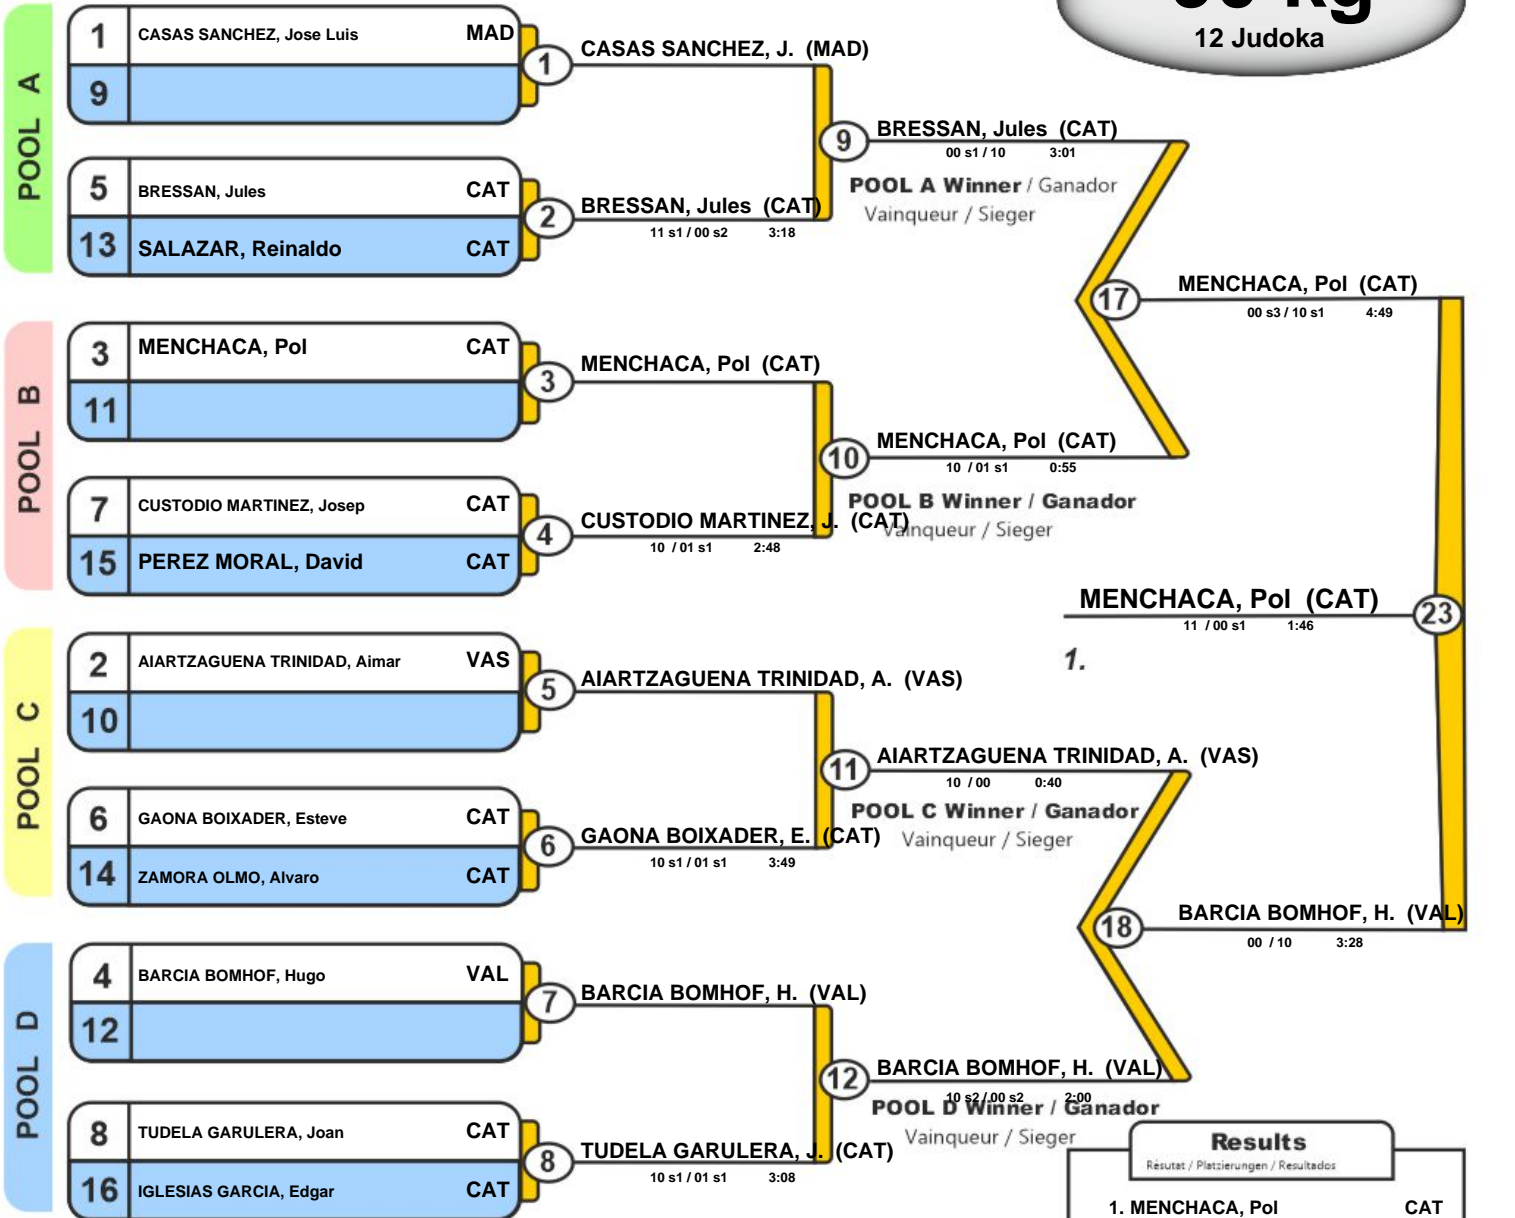 12 Judoka
POOL A
1 CASAS SANCHEZ, Jose Luis MAD
9
1
CASAS SANCHEZ, J. (MAD)
5 BRESSAN, Jules CAT
13 SALAZAR, Reinaldo CAT
2
BRESSAN, Jules (CAT)
11 s1 / 00 s2 3:18
9
BRESSAN, Jules (CAT)
00 s1 / 10 3:01
POOL A Winner / Ganador
Vainqueur / Sieger
POOL B
3 MENCHACA, Pol CAT
11
3
MENCHACA, Pol (CAT)
7 CUSTODIO MARTINEZ, Josep CAT
15 PEREZ MORAL, David CAT
4
CUSTODIO MARTINEZ, J. (CAT)
10 / 01 s1 2:48
10
MENCHACA, Pol (CAT)
10 / 01 s1 0:55
POOL B Winner / Ganador
Vainqueur / Sieger
17
MENCHACA, Pol (CAT)
00 s3 / 10 s1 4:49
MENCHACA, Pol (CAT)
11 / 00 s1 1:46
23
1.
POOL C
2 AIARTZAGUENA TRINIDAD, Aimar VAS
10
5
AIARTZAGUENA TRINIDAD, A. (VAS)
6 GAONA BOIXADER, Esteve CAT
14 ZAMORA OLMO, Alvaro CAT
6
GAONA BOIXADER, E. (CAT)
10 s1 / 01 s1 3:49
11
AIARTZAGUENA TRINIDAD, A. (VAS)
10 / 00 0:40
POOL C Winner / Ganador
Vainqueur / Sieger
18
BARCIA BOMHOF, H. (VAL)
00 / 10 3:28
POOL D
4 BARCIA BOMHOF, Hugo VAL
12
7
BARCIA BOMHOF, H. (VAL)
8 TUDELA GARULERA, Joan CAT
16 IGLESIAS GARCIA, Edgar CAT
8
TUDELA GARULERA, J. (CAT)
10 s1 / 01 s1 3:08
12
BARCIA BOMHOF, H. (VAL)
10 s2 / 00 s2 2:00
POOL D Winner / Ganador
Vainqueur / Sieger
Results
Résutat / Platzierungen / Resultados
1. MENCHACA, Pol CAT